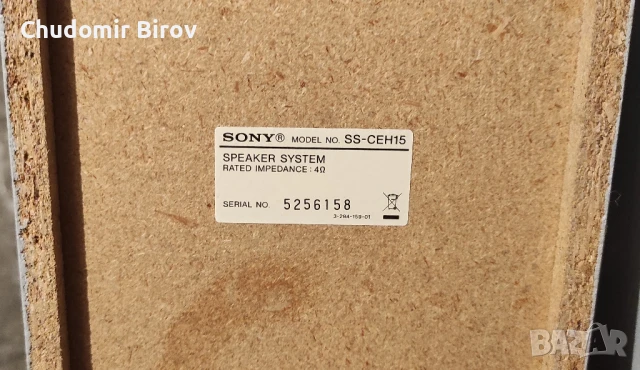 Chudomir Birov
SONY® MODEL NO. SS-CEH15
SPEAKER SYSTEM
RATED IMPEDANCE : 4Ω
SERIAL NO. 5256158
3-294-159-01
BAZAR